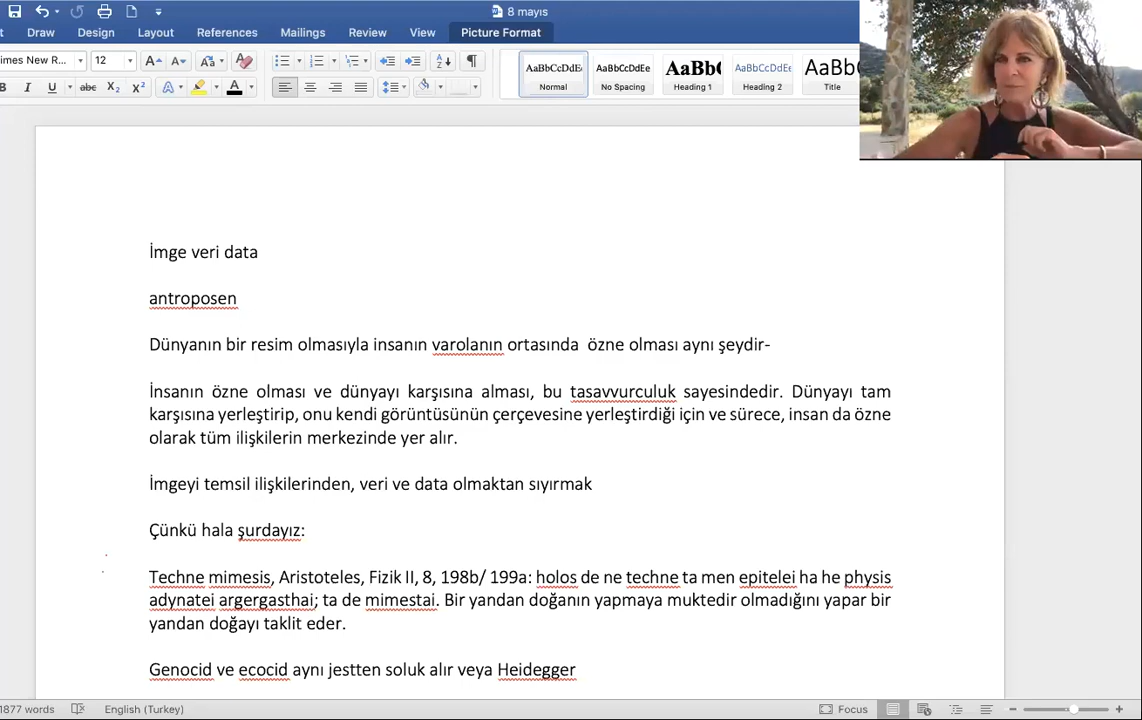 8 mayıs
Draw Design Layout References Mailings Review View Picture Format
imes New R... 12
AaBbCcDdEe AaBbCcDdEe AaBbC AaBbCcDdEe AaBbC
Normal No Spacing Heading 1 Heading 2 Title
İmge veri data
antroposen
Dünyanın bir resim olmasıyla insanın varolanın ortasında özne olması aynı şeydir-
İnsanın özne olması ve dünyayı karşısına alması, bu tasavvurculuk sayesindedir. Dünyayı tam
karşısına yerleştirip, onu kendi görüntüsünün çerçevesine yerleştirdiği için ve sürece, insan da özne
olarak tüm ilişkilerin merkezinde yer alır.
İmgeyi temsil ilişkilerinden, veri ve data olmaktan sıyırmak
Çünkü hala şurdayız:
Techne mimesis, Aristoteles, Fizik II, 8, 198b/ 199a: holos de ne techne ta men epitelei ha he physis
adynatei argergasthai; ta de mimestai. Bir yandan doğanın yapmaya muktedir olmadığını yapar bir
yandan doğayı taklit eder.
Genocid ve ecocid aynı jestten soluk alır veya Heidegger
1877 words English (Turkey) Focus